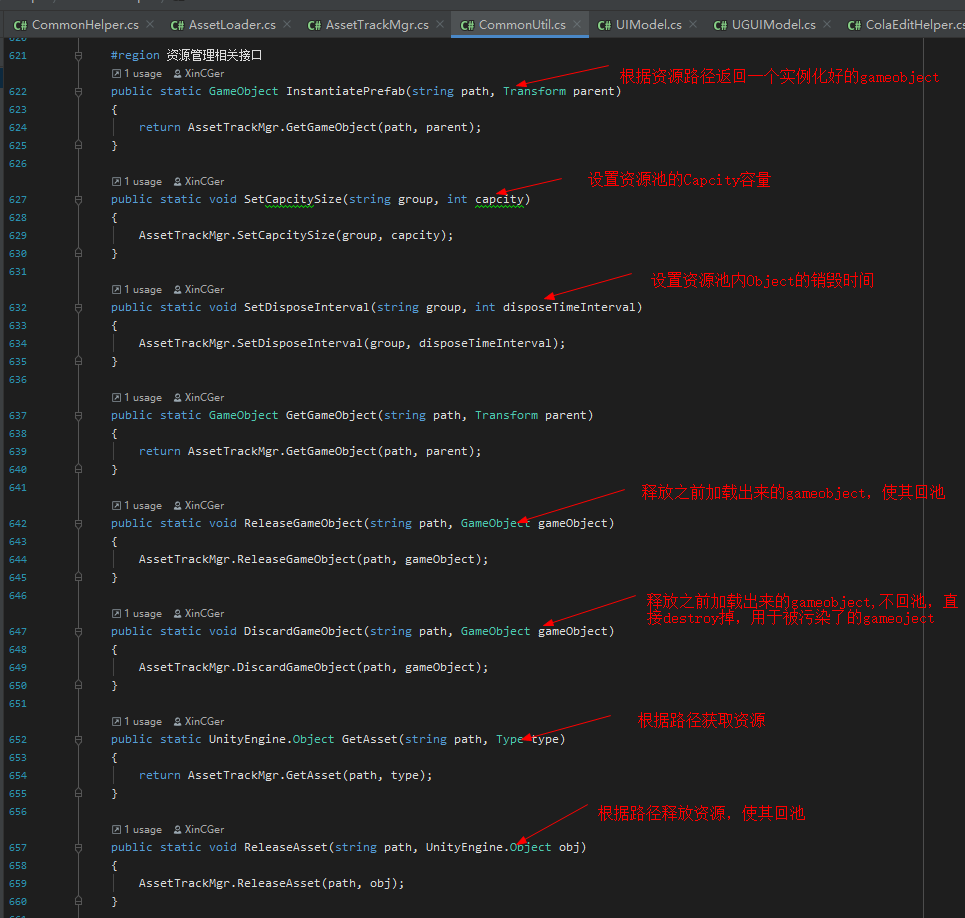 CommonHelper.cs
AssetLoader.cs
AssetTrackMgr.cs
CommonUtil.cs
UIModel.cs
UGUIModel.cs
ColaEditHelper.cs
621 #region 资源管理相关接口
1 usage XinCGer
根据资源路径返回一个实例化好的gameobject
622 public static GameObject InstantiatePrefab(string path, Transform parent)
623 {
624 return AssetTrackMgr.GetGameObject(path, parent);
625 }
626
1 usage XinCGer
设置资源池的Capcity容量
627 public static void SetCapcitySize(string group, int capcity)
628 {
629 AssetTrackMgr.SetCapcitySize(group, capcity);
630 }
631
1 usage XinCGer
设置资源池内Object的销毁时间
632 public static void SetDisposeInterval(string group, int disposeTimeInterval)
633 {
634 AssetTrackMgr.SetDisposeInterval(group, disposeTimeInterval);
635 }
636
1 usage XinCGer
637 public static GameObject GetGameObject(string path, Transform parent)
638 {
639 return AssetTrackMgr.GetGameObject(path, parent);
640 }
641
释放之前加载出来的gameobject，使其回池
1 usage XinCGer
642 public static void ReleaseGameObject(string path, GameObject gameObject)
643 {
644 AssetTrackMgr.ReleaseGameObject(path, gameObject);
645 }
646
释放之前加载出来的gameobject,不回池，直
接destroy掉，用于被污染了的gameoject
1 usage XinCGer
647 public static void DiscardGameObject(string path, GameObject gameObject)
648 {
649 AssetTrackMgr.DiscardGameObject(path, gameObject);
650 }
651
1 usage XinCGer
根据路径获取资源
652 public static UnityEngine.Object GetAsset(string path, Type type)
653 {
654 return AssetTrackMgr.GetAsset(path, type);
655 }
656
根据路径释放资源，使其回池
1 usage XinCGer
657 public static void ReleaseAsset(string path, UnityEngine.Object obj)
658 {
659 AssetTrackMgr.ReleaseAsset(path, obj);
660 }